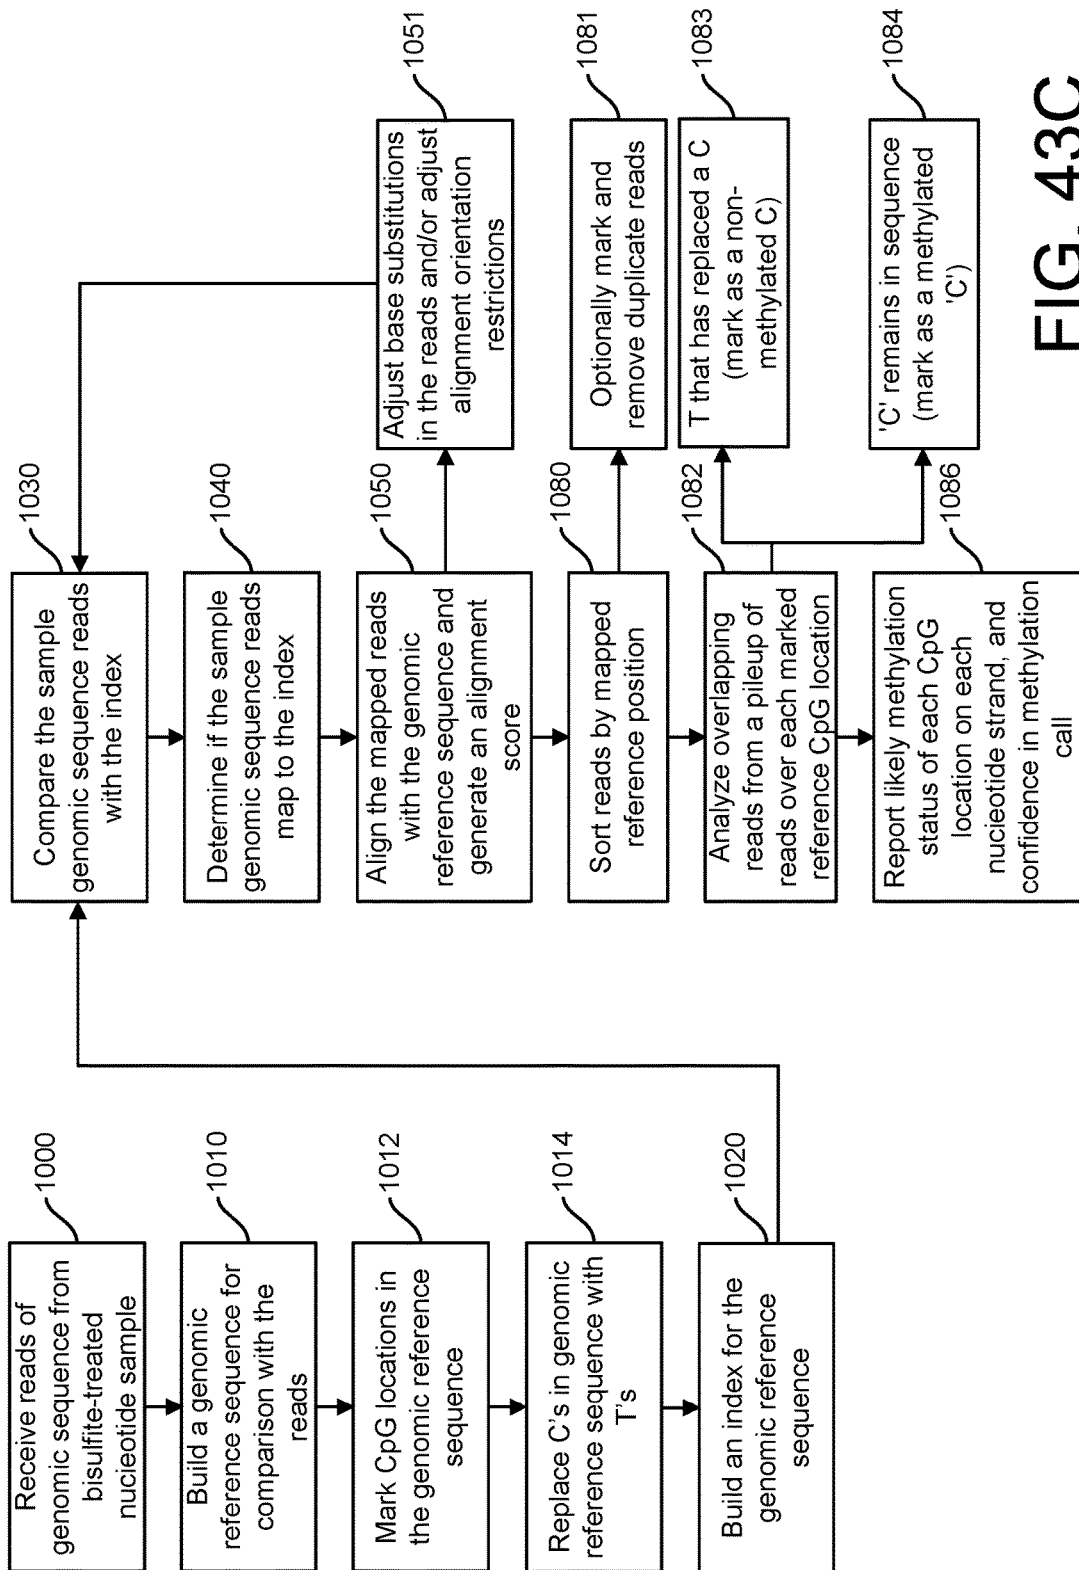 1000
Receive reads of
genomic sequence from
bisulfite-treated
nucieotide sample
1010
Build a genomic
reference sequence for
comparison with the
reads
1012
Mark CpG locations in
the genomic reference
sequence
1014
Replace C's in genomic
reference sequence with
T's
1020
Build an index for the
genomic reference
sequence
1030
Compare the sample
genomic sequence reads
with the index
1040
Determine if the sample
genomic sequence reads
map to the index
1050
Align the mapped reads
with the genomic
reference sequence and
generate an alignment
score
1051
Adjust base substitutions
in the reads and/or adjust
alignment orientation
restrictions
1080
Sort reads by mapped
reference position
1081
Optionally mark and
remove duplicate reads
1082
Analyze overlapping
reads from a pileup of
reads over each marked
reference CpG location
1083
T that has replaced a C
(mark as a non-
methylated C)
1084
'C' remains in sequence
(mark as a methylated
'C')
1086
Report likely methylation
status of each CpG
location on each
nucieotide strand, and
confidence in methylation
call
FIG. 43C